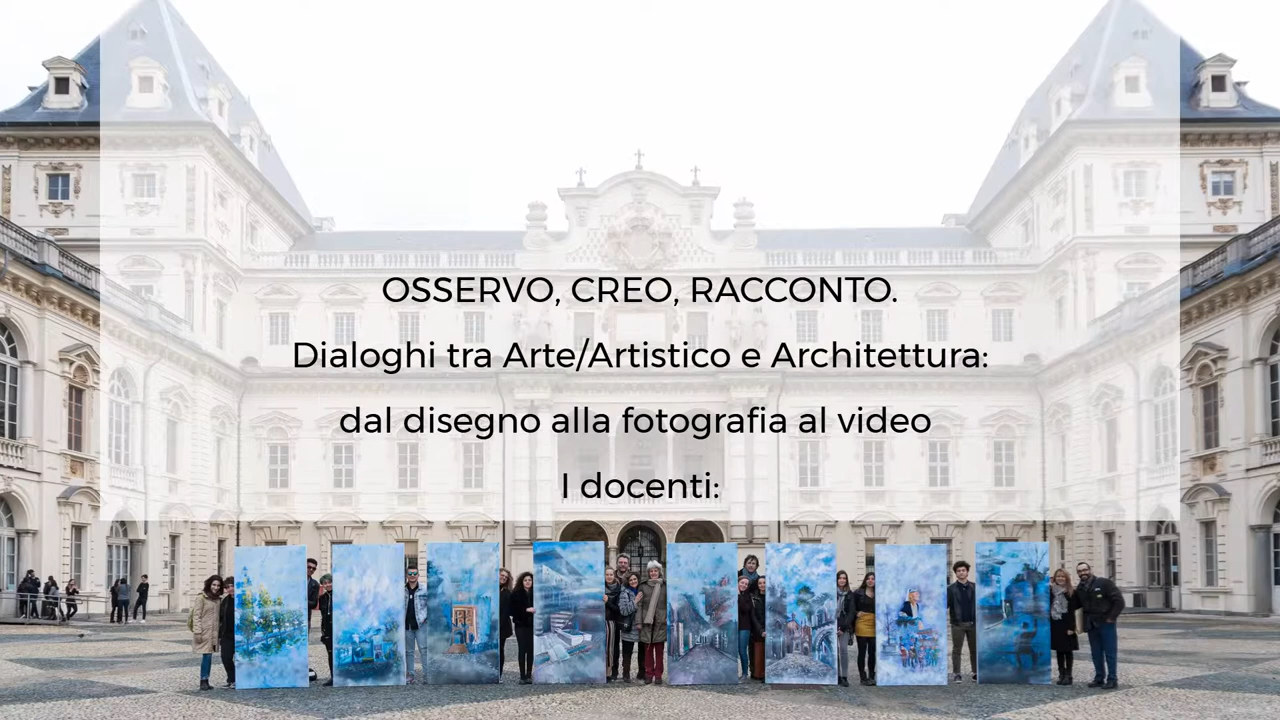 OSSERVO, CREO, RACCONTO.
Dialoghi tra Arte/Artistico e Architettura:
dal disegno alla fotografia al video
I docenti: